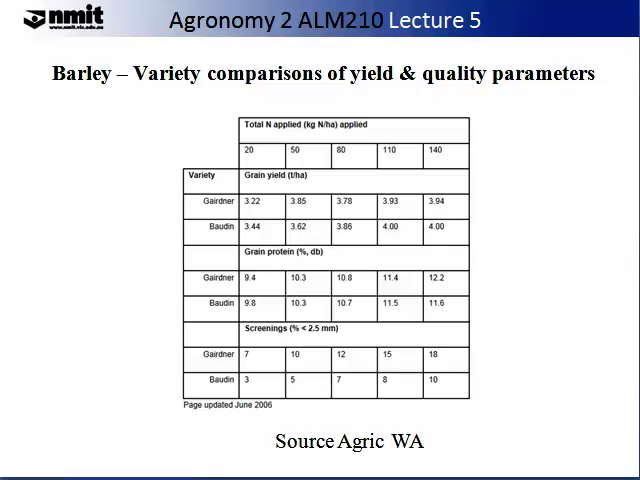 nmit
www.nmit.vic.edu.au
Agronomy 2 ALM210 Lecture 5
Barley – Variety comparisons of yield & quality parameters
Total N applied (kg N/ha) applied
20 50 80 110 140
Variety Grain yield (t/ha)
Gairdner 3.22 3.85 3.78 3.93 3.94
Baudin 3.44 3.62 3.86 4.00 4.00
Grain protein (%, db)
Gairdner 9.4 10.3 10.8 11.4 12.2
Baudin 9.8 10.3 10.7 11.5 11.6
Screenings (% < 2.5 mm)
Gairdner 7 10 12 15 18
Baudin 3 5 7 8 10
Page updated June 2006
Source Agric WA